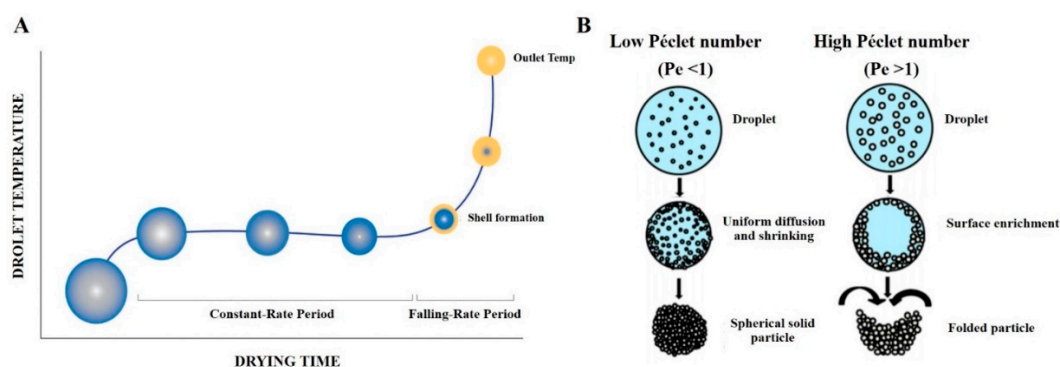 A
DROLET TEMPERATURE
Outlet Temp
Shell formation
Constant-Rate Period
Falling-Rate Period
DRYING TIME
B
Low Péclet number
(Pe <1)
High Péclet number
(Pe >1)
Droplet
Droplet
Uniform diffusion
and shrinking
Surface enrichment
Spherical solid
particle
Folded particle